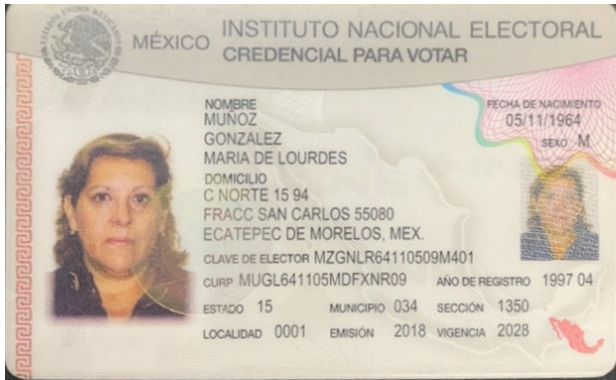 MÉXICO
INSTITUTO NACIONAL ELECTORAL
CREDENCIAL PARA VOTAR
NOMBRE
MUÑOZ
GONZALEZ
MARIA DE LOURDES
FECHA DE NACIMIENTO
05/11/1964
SEXO M
DOMICILIO
C NORTE 15 94
FRACC SAN CARLOS 55080
ECATEPEC DE MORELOS, MEX.
CLAVE DE ELECTOR MZGNLR64110509M401
CURP MUGL641105MDFXNR09 AÑO DE REGISTRO 1997 04
ESTADO 15 MUNICIPIO 034 SECCIÓN 1350
LOCALIDAD 0001 EMISIÓN 2018 VIGENCIA 2028